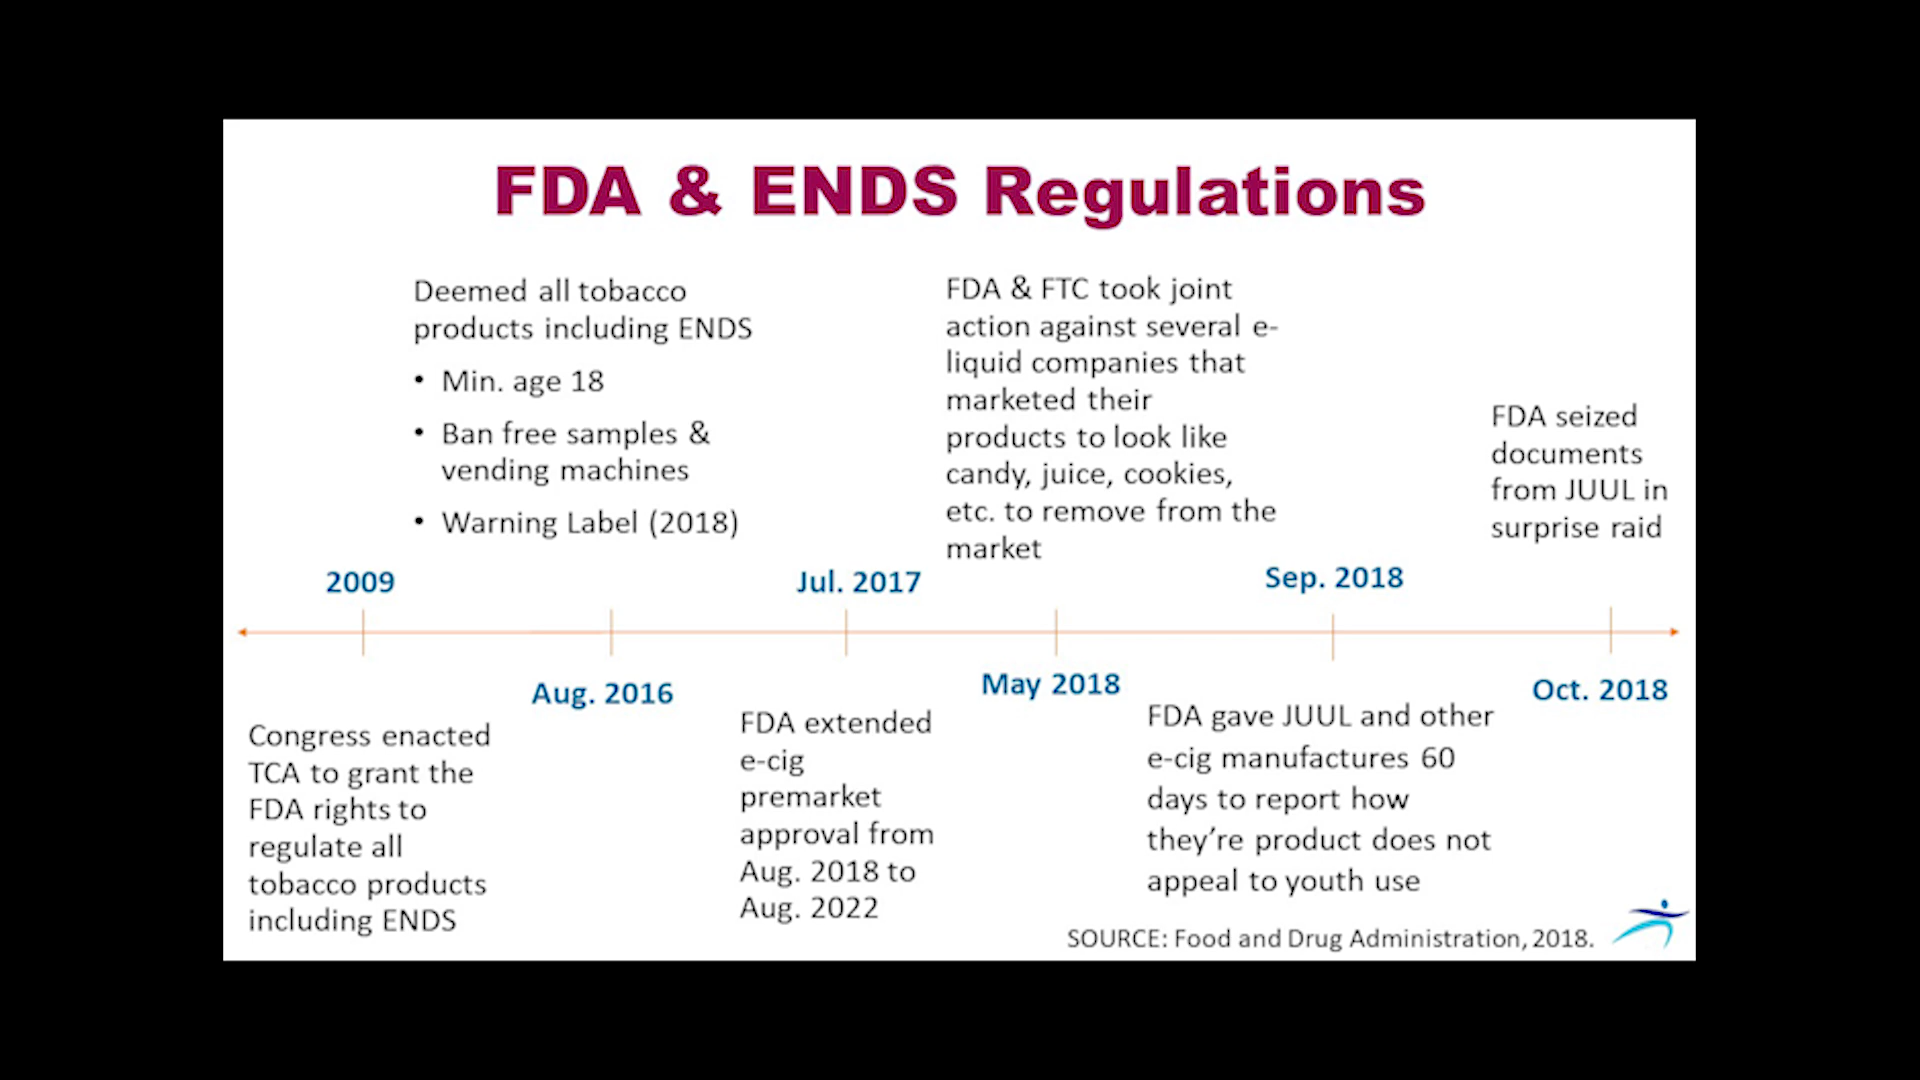 FDA & ENDS Regulations
Deemed all tobacco
products including ENDS
• Min. age 18
• Ban free samples &
vending machines
• Warning Label (2018)
FDA & FTC took joint
action against several e-
liquid companies that
marketed their
products to look like
candy, juice, cookies,
etc. to remove from the
market
FDA seized
documents
from JUUL in
surprise raid
2009
Jul. 2017
Sep. 2018
Aug. 2016
May 2018
Oct. 2018
Congress enacted
TCA to grant the
FDA rights to
regulate all
tobacco products
including ENDS
FDA extended
e-cig
premarket
approval from
Aug. 2018 to
Aug. 2022
FDA gave JUUL and other
e-cig manufactures 60
days to report how
they’re product does not
appeal to youth use
SOURCE: Food and Drug Administration, 2018.